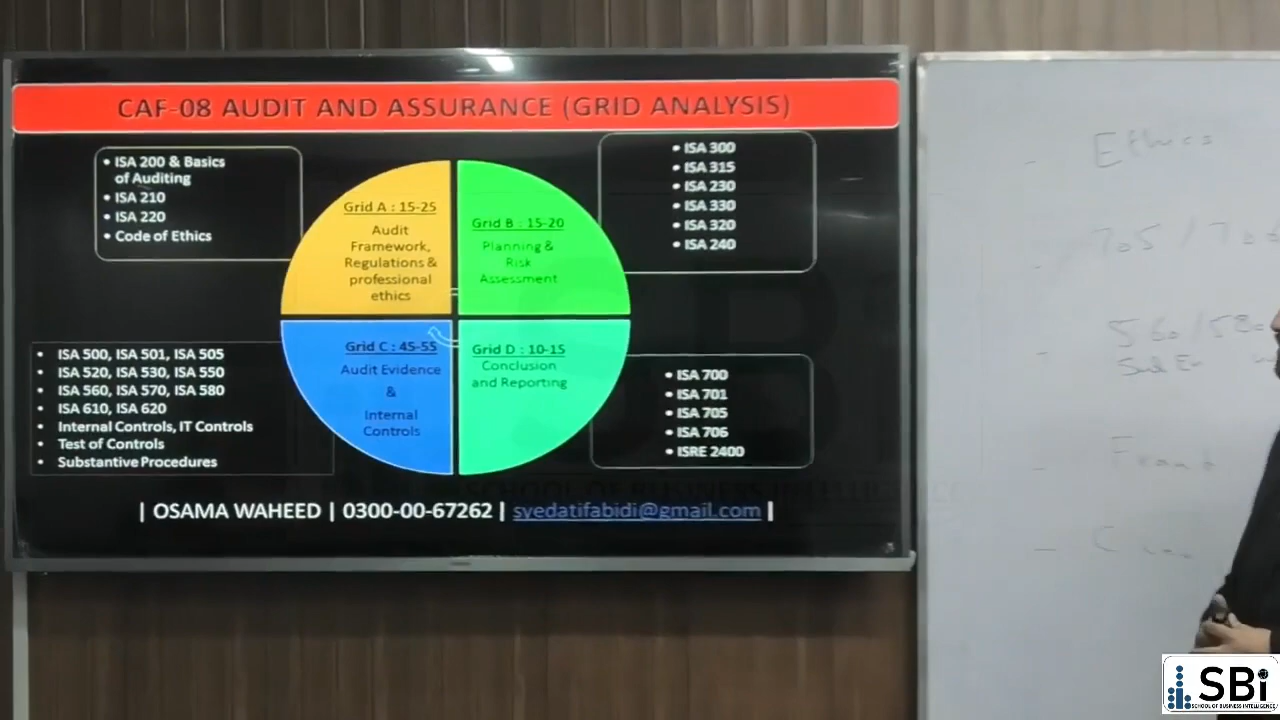 CAF-08 AUDIT AND ASSURANCE (GRID ANALYSIS)
• ISA 200 & Basics
of Auditing
• ISA 210
• ISA 220
• Code of Ethics
Grid A : 15-25
Audit
Framework,
Regulations &
professional
ethics
Grid B : 15-20
Planning &
Risk
Assessment
• ISA 300
• ISA 315
• ISA 230
• ISA 330
• ISA 320
• ISA 240
• ISA 500, ISA 501, ISA 505
• ISA 520, ISA 530, ISA 550
• ISA 560, ISA 570, ISA 580
• ISA 610, ISA 620
• Internal Controls, IT Controls
• Test of Controls
• Substantive Procedures
Grid C : 45-55
Audit Evidence
&
Internal
Controls
Grid D : 10-15
Conclusion
and Reporting
• ISA 700
• ISA 701
• ISA 705
• ISA 706
• ISRE 2400
| OSAMA WAHEED | 0300-00-67262 | syedatifabidi@gmail.com |
SCHOOL OF BUSINESS INTELLIGENCE
- Ethics
- 705 / 706
- 560/580
- Fraud
SBi
SCHOOL OF BUSINESS INTELLIGENCE